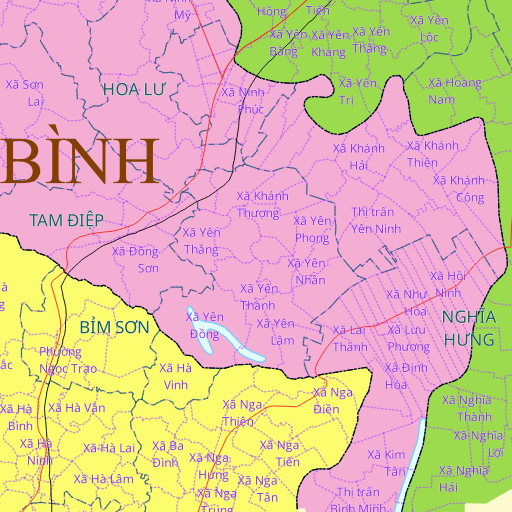 Xã Ninh
Mỹ
Hồng
Tiến
Xã Yên
Bằng
Xã Yên
Khang
Xã Yên
Thắng
Xã Yên
Lộc
Xã Sơn
Lai
HOA LƯ
Xã Ninh
Phúc
Xã Yên
Trị
Xã Hoàng
Nam
BÌNH
Xã Khánh
Hải
Xã Khánh
Thiện
Xã Khánh
Công
Xã Khánh
Thượng
TAM ĐIỆP
Xã Yên
Phong
Thị trấn
Yên Ninh
Xã Yên
Thắng
Xã Đông
Sơn
Xã Yên
Nhân
Xã Hồi
Ninh
Xã Yên
Thành
Xã Như
Hòa
NGHĨA
HƯNG
BỈM SƠN
Xã Yên
Đồng
Xã Yên
Lâm
Xã Lai
Thành
Xã Lưu
Phương
Phường
Ngọc Trạo
Xã Hà
Vinh
Xã Định
Hóa
Xã Nga
Điền
Xã Hà
Bình
Xã Hà Vân
Xã Nga
Thiện
Xã Nghĩa
Thành
Xã Hà
Ninh
Xã Hà Lai
Xã Ba
Đình
Xã Nga
Tiến
Xã Nghĩa
Lợi
Xã Nga
Hưng
Xã Kim
Tân
Xã Hà Lâm
Xã Nga
Tân
Xã Nghĩa
Hải
Xã Nga
Trung
Thị trấn
Bình Minh